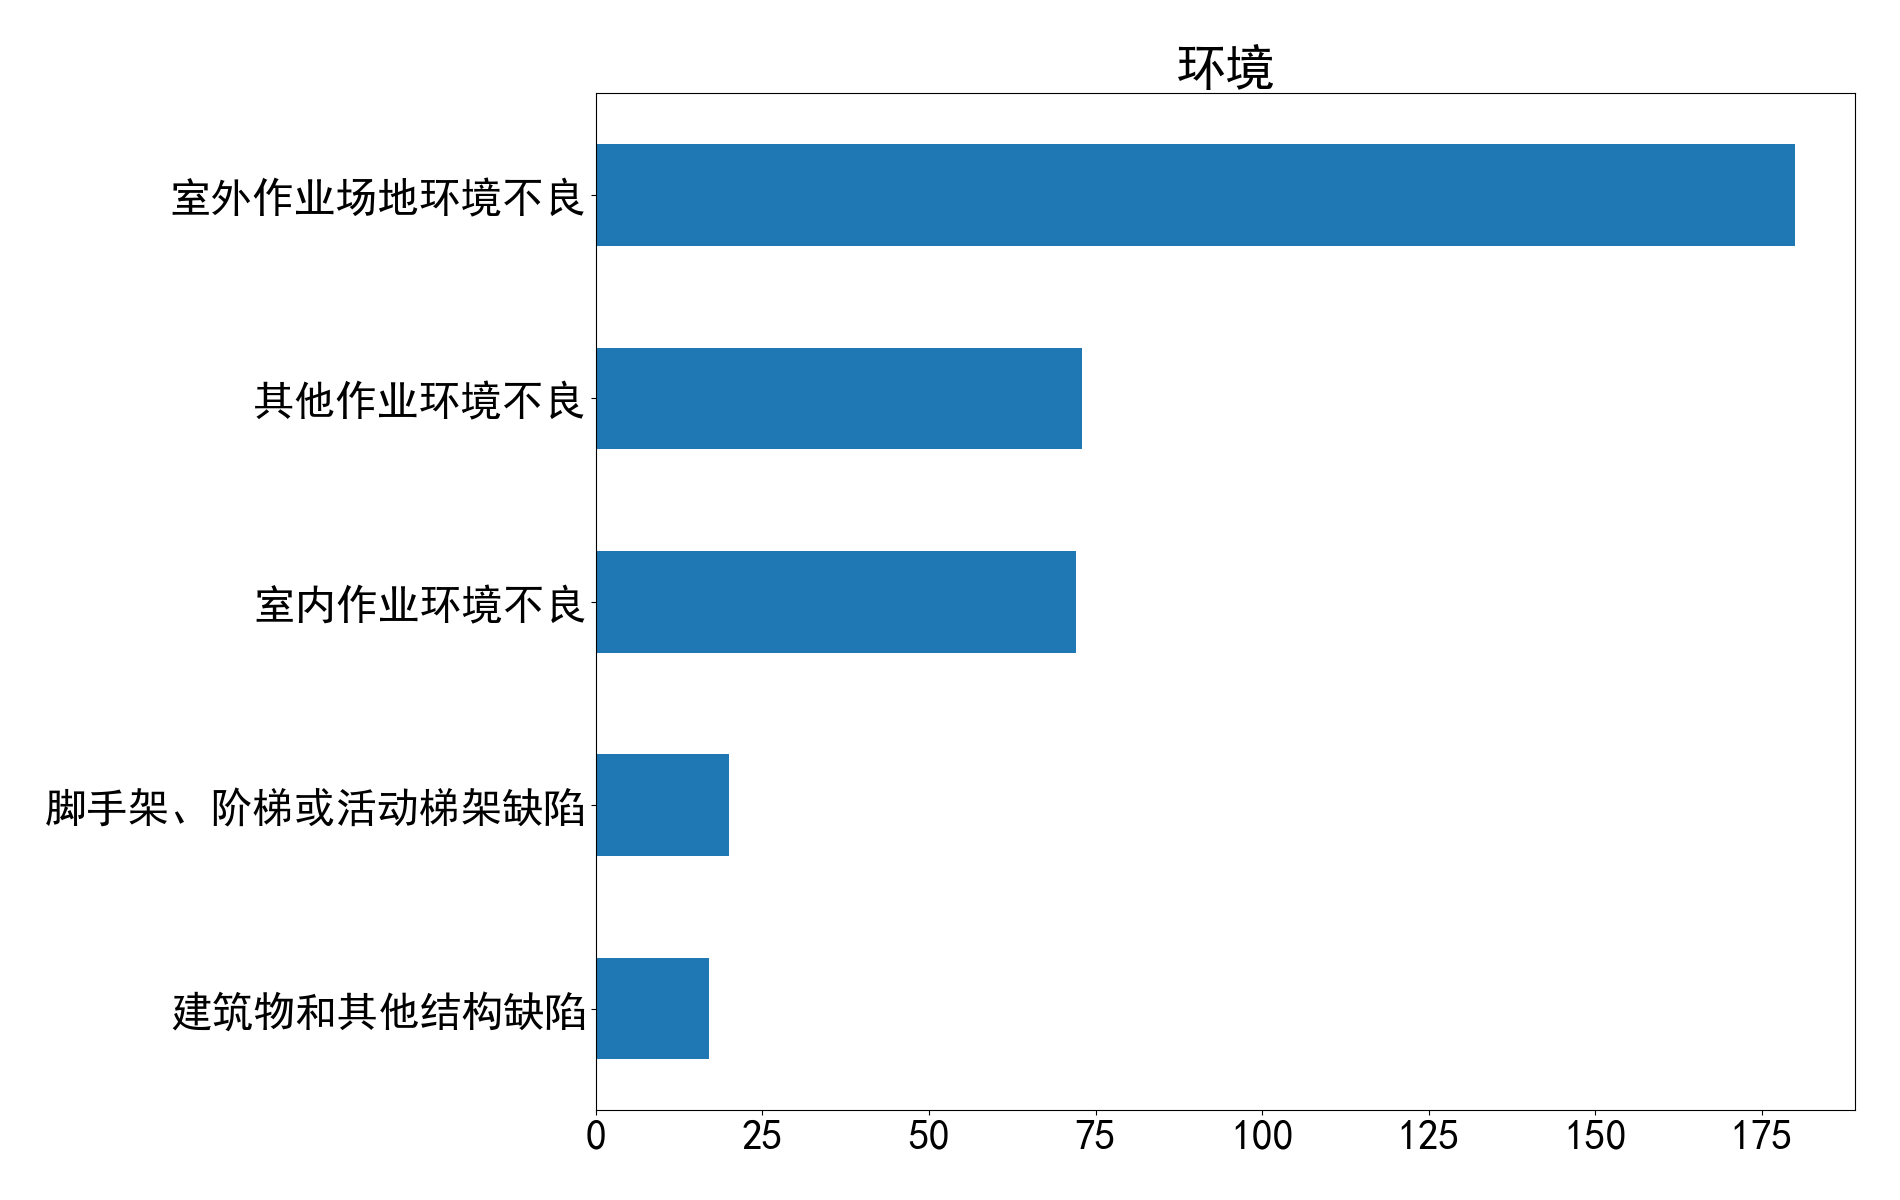 环境
室外作业场地环境不良
其他作业环境不良
室内作业环境不良
脚手架、阶梯或活动梯架缺陷
建筑物和其他结构缺陷
0 25 50 75 100 125 150 175